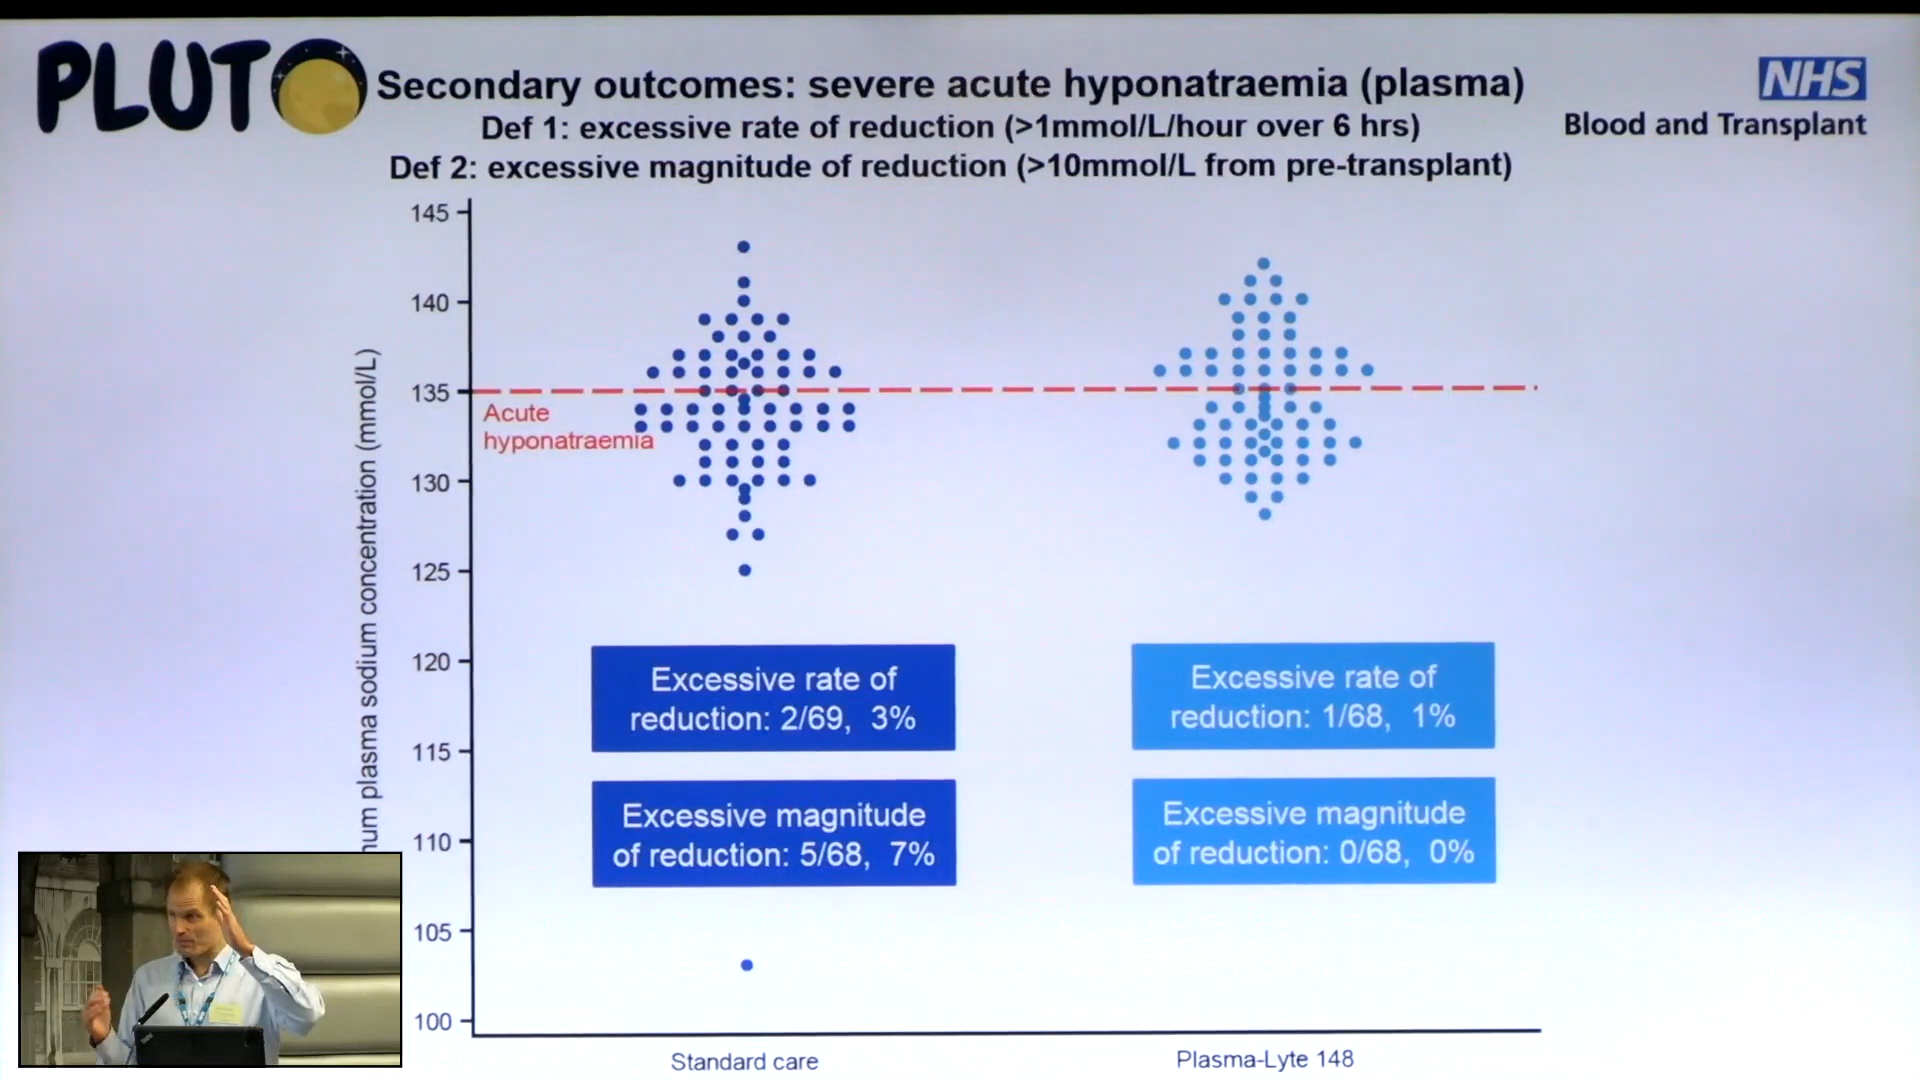 PLUTO
Secondary outcomes: severe acute hyponatraemia (plasma)
Def 1: excessive rate of reduction (>1mmol/L/hour over 6 hrs)
Def 2: excessive magnitude of reduction (>10mmol/L from pre-transplant)
NHS
Blood and Transplant
145
140
135
130
125
120
115
110
105
100
plasma sodium concentration (mmol/L)
Acute
hyponatraemia
Excessive rate of
reduction: 2/69, 3%
Excessive magnitude
of reduction: 5/68, 7%
Excessive rate of
reduction: 1/68, 1%
Excessive magnitude
of reduction: 0/68, 0%
Standard care
Plasma-Lyte 148